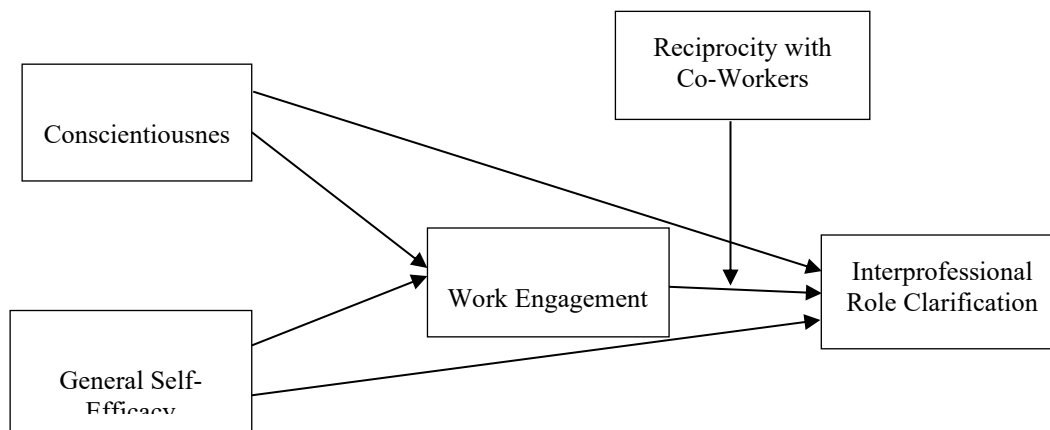 Reciprocity with
Co-Workers
Conscientiousnes
Work Engagement
Interprofessional
Role Clarification
General Self-
Efficacy